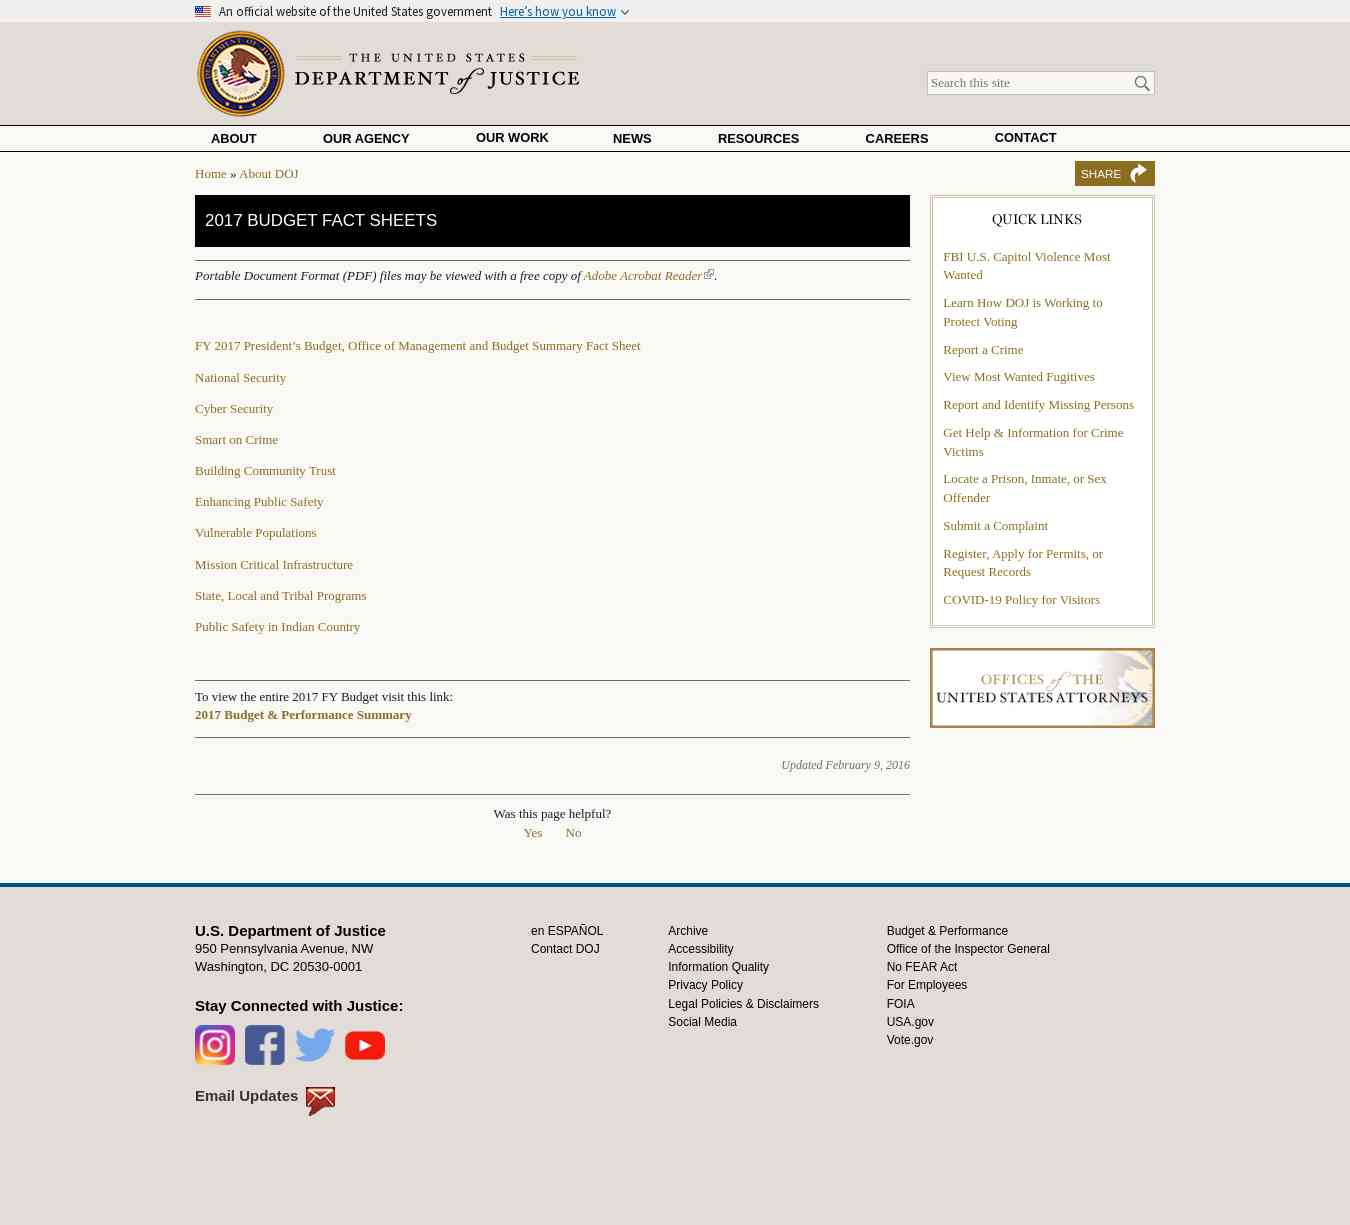 An official website of the United States government Here's how you know
THE UNITED STATES
DEPARTMENT of JUSTICE
Search this site
ABOUT OUR AGENCY OUR WORK NEWS RESOURCES CAREERS CONTACT
Home » About DOJ
SHARE
2017 BUDGET FACT SHEETS
Portable Document Format (PDF) files may be viewed with a free copy of Adobe Acrobat Reader.
FY 2017 President's Budget, Office of Management and Budget Summary Fact Sheet
National Security
Cyber Security
Smart on Crime
Building Community Trust
Enhancing Public Safety
Vulnerable Populations
Mission Critical Infrastructure
State, Local and Tribal Programs
Public Safety in Indian Country
To view the entire 2017 FY Budget visit this link:
2017 Budget & Performance Summary
Updated February 9, 2016
Was this page helpful?
Yes No
QUICK LINKS
FBI U.S. Capitol Violence Most
Wanted
Learn How DOJ is Working to
Protect Voting
Report a Crime
View Most Wanted Fugitives
Report and Identify Missing Persons
Get Help & Information for Crime
Victims
Locate a Prison, Inmate, or Sex
Offender
Submit a Complaint
Register, Apply for Permits, or
Request Records
COVID-19 Policy for Visitors
OFFICES of THE
UNITED STATES ATTORNEYS
U.S. Department of Justice
950 Pennsylvania Avenue, NW
Washington, DC 20530-0001
Stay Connected with Justice:
Email Updates
en ESPAÑOL
Contact DOJ
Archive
Accessibility
Information Quality
Privacy Policy
Legal Policies & Disclaimers
Social Media
Budget & Performance
Office of the Inspector General
No FEAR Act
For Employees
FOIA
USA.gov
Vote.gov